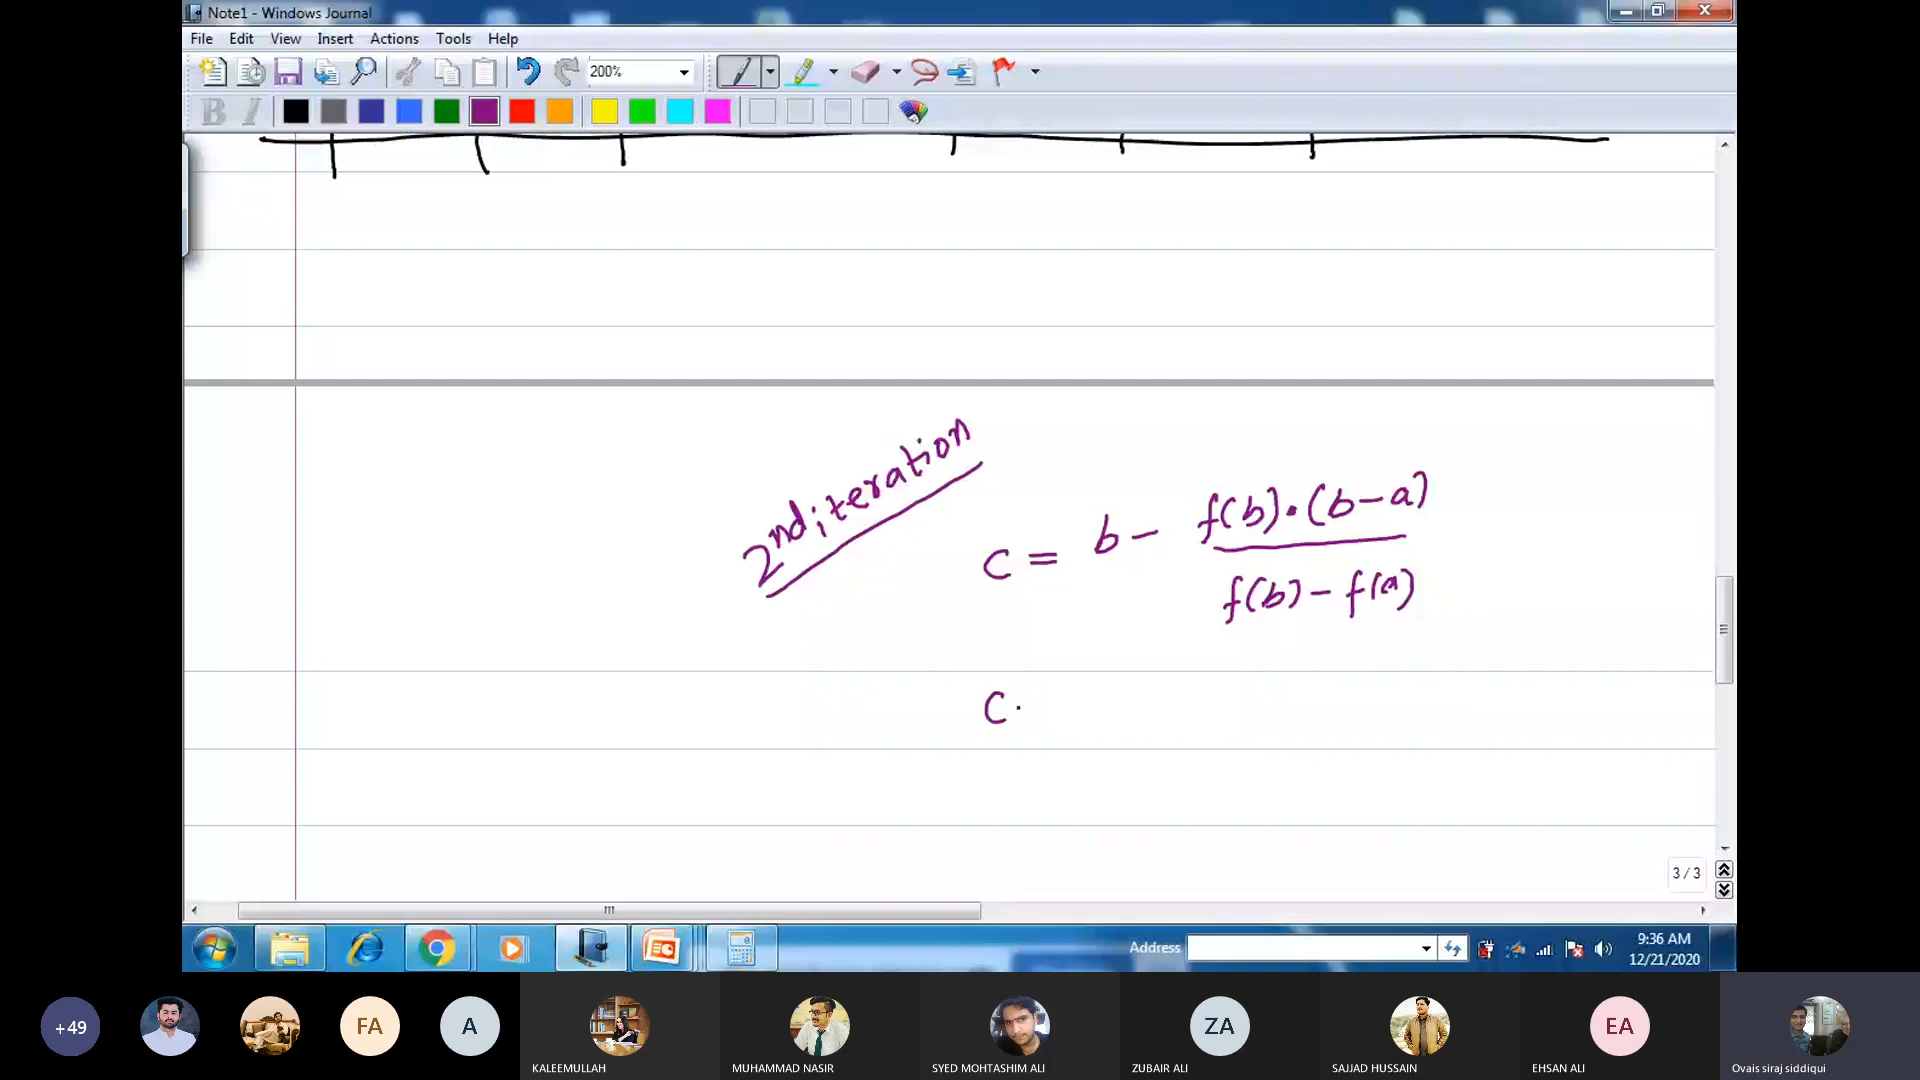 Note1 - Windows Journal
File Edit View Insert Actions Tools Help
200%
B I
2nd iteration
c = b - f(b).(b-a)
f(b) - f(a)
C .
3 / 3
Address
9:36 AM
12/21/2020
+49
FA
A
ZA
EA
KALEEMULLAH
MUHAMMAD NASIR
SYED MOHTASHIM ALI
ZUBAIR ALI
SAJJAD HUSSAIN
EHSAN ALI
Ovais siraj siddiqui